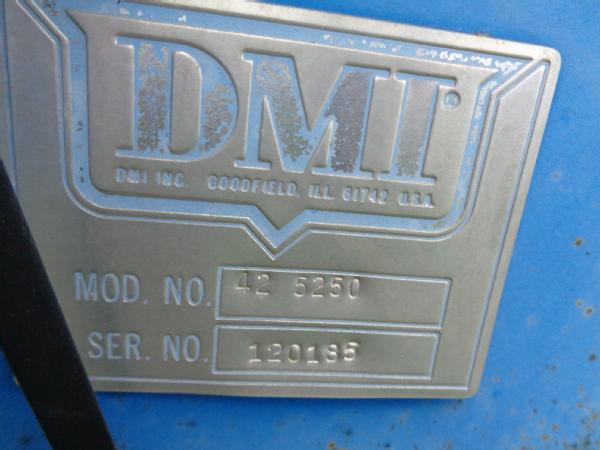 DMI®
DMI INC. GOODFIELD, ILL. 61742 U.S.A.
MOD. NO. 42 5250
SER. NO. 120185